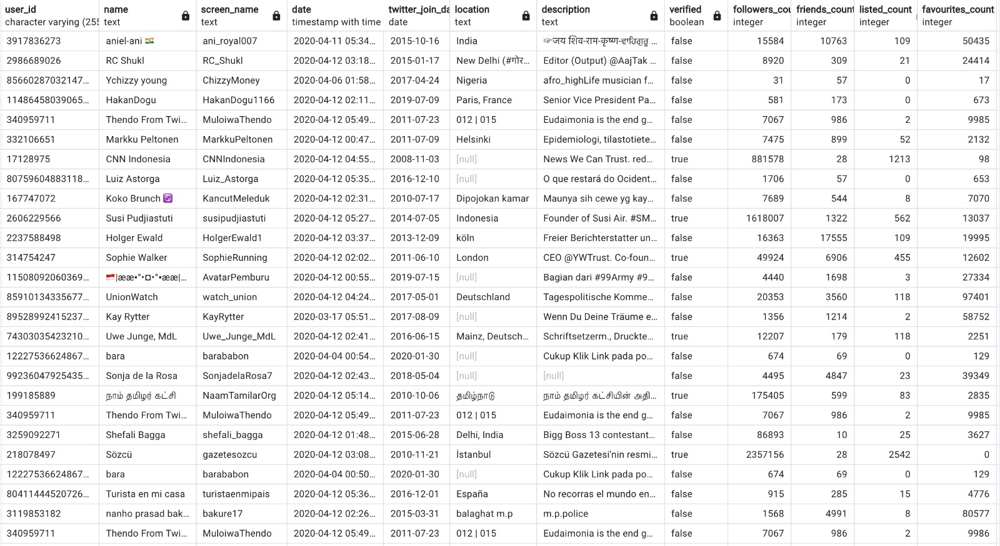 user_id name screen_name date twitter_join_da location description verified followers_cou friends_count listed_count favourites_count
character varying (255 text text timestamp with time date text text boolean integer integer integer integer
3917836273 aniel-ani 🇮🇳 ani_royal007 2020-04-11 05:34… 2015-10-16 India ☞जय शिव-राम-कृष्ण-ਵਾਹਿਗੁਰੂ … false 15584 10763 109 50435
2986689026 RC Shukl RC_Shukl 2020-04-12 03:18… 2015-01-17 New Delhi (#गोर… Editor (Output) @AajTak … false 8920 309 21 24414
85660287032147… Ychizzy young ChizzyMoney 2020-04-06 01:58… 2017-04-24 Nigeria afro_highLife musician f… false 31 57 0 17
11486458039065… HakanDogu HakanDogu1166 2020-04-12 02:11… 2019-07-09 Paris, France Senior Vice President Pa… false 581 173 0 673
340959711 Thendo From Twi… MuloiwaThendo 2020-04-12 05:49… 2011-07-23 012 | 015 Eudaimonia is the end g… false 7067 986 2 9985
332106651 Markku Peltonen MarkkuPeltonen 2020-04-12 00:47… 2011-07-09 Helsinki Epidemiologi, tilastotiete… false 7475 899 52 2132
17128975 CNN Indonesia CNNIndonesia 2020-04-12 04:55… 2008-11-03 [null] News We Can Trust. red… true 881578 28 1213 98
80759604883118… Luiz Astorga Luiz_Astorga 2020-04-12 05:35… 2016-12-10 [null] O que restará do Ocident… false 1706 57 0 653
167747072 Koko Brunch ♋ KancutMeleduk 2020-04-12 02:31… 2010-07-17 Dipojokan kamar Maunya sih cewe yg kay… false 7689 544 8 7070
2606229566 Susi Pudjiastuti susipudjiastuti 2020-04-12 05:27… 2014-07-05 Indonesia Founder of Susi Air. #SM… true 1618007 1322 562 13037
2237588498 Holger Ewald HolgerEwald1 2020-04-12 03:37… 2013-12-09 köln Freier Berichterstatter un… false 16363 17555 109 19995
314754247 Sophie Walker SophieRunning 2020-04-12 02:02… 2011-06-10 London CEO @YWTrust. Co-foun… true 49924 6906 455 12602
11508092060369… 🇮🇩|ææ▪°•¤•°▪ææ|… AvatarPemburu 2020-04-12 00:55… 2019-07-15 [null] Bagian dari #99Army #9… false 4440 1698 3 27334
85910134335677… UnionWatch watch_union 2020-04-12 04:24… 2017-05-01 Deutschland Tagespolitische Komme… false 20353 3560 118 97401
89528992415237… Kay Rytter KayRytter 2020-03-17 05:51… 2017-08-09 [null] Wenn Du Deine Träume e… false 1356 1214 2 58752
74303035423210… Uwe Junge, MdL Uwe_Junge_MdL 2020-04-12 02:41… 2016-06-15 Mainz, Deutsch… Schriftsetzerm., Druckte… true 12207 179 118 2251
12227536624867… bara barababon 2020-04-04 00:54… 2020-01-30 [null] Cukup Klik Link pada po… false 674 69 0 129
99236047925435… Sonja de la Rosa SonjadelaRosa7 2020-04-12 02:43… 2018-05-04 [null] [null] false 4495 4847 23 39349
199185889 நாம் தமிழர் கட்சி NaamTamilarOrg 2020-04-12 05:14… 2010-10-06 தமிழ்நாடு நாம் தமிழர் கட்சியின் அதி… true 175405 599 83 2835
340959711 Thendo From Twi… MuloiwaThendo 2020-04-12 05:49… 2011-07-23 012 | 015 Eudaimonia is the end g… false 7067 986 2 9985
3259092271 Shefali Bagga shefali_bagga 2020-04-12 01:48… 2015-06-28 Delhi, India Bigg Boss 13 contestant… false 86893 10 25 3627
218078497 Sözcü gazetesozcu 2020-04-12 03:08… 2010-11-21 İstanbul Sözcü Gazetesi'nin resmi… true 2357156 28 2542 0
12227536624867… bara barababon 2020-04-04 00:50… 2020-01-30 [null] Cukup Klik Link pada po… false 674 69 0 129
80411444520726… Turista en mi casa turistaenmipais 2020-04-12 05:36… 2016-12-01 España No recorras el mundo en… false 915 285 15 4776
3119853182 nanho prasad bak… bakure17 2020-04-12 02:26… 2015-03-31 balaghat m.p m.p.police false 1568 4991 8 80577
340959711 Thendo From Twi… MuloiwaThendo 2020-04-12 05:49… 2011-07-23 012 | 015 Eudaimonia is the end g… false 7067 986 2 9986